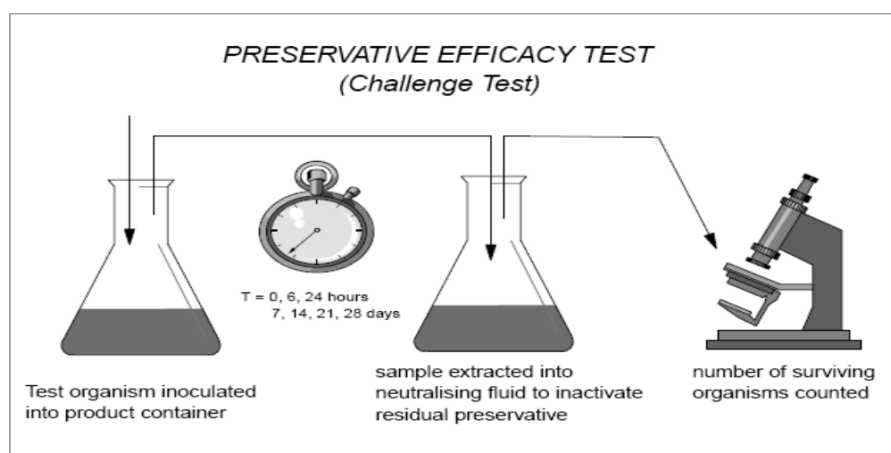 PRESERVATIVE EFFICACY TEST
(Challenge Test)
T = 0, 6, 24 hours
7, 14, 21, 28 days
Test organism inoculated
into product container
sample extracted into
neutralising fluid to inactivate
residual preservative
number of surviving
organisms counted